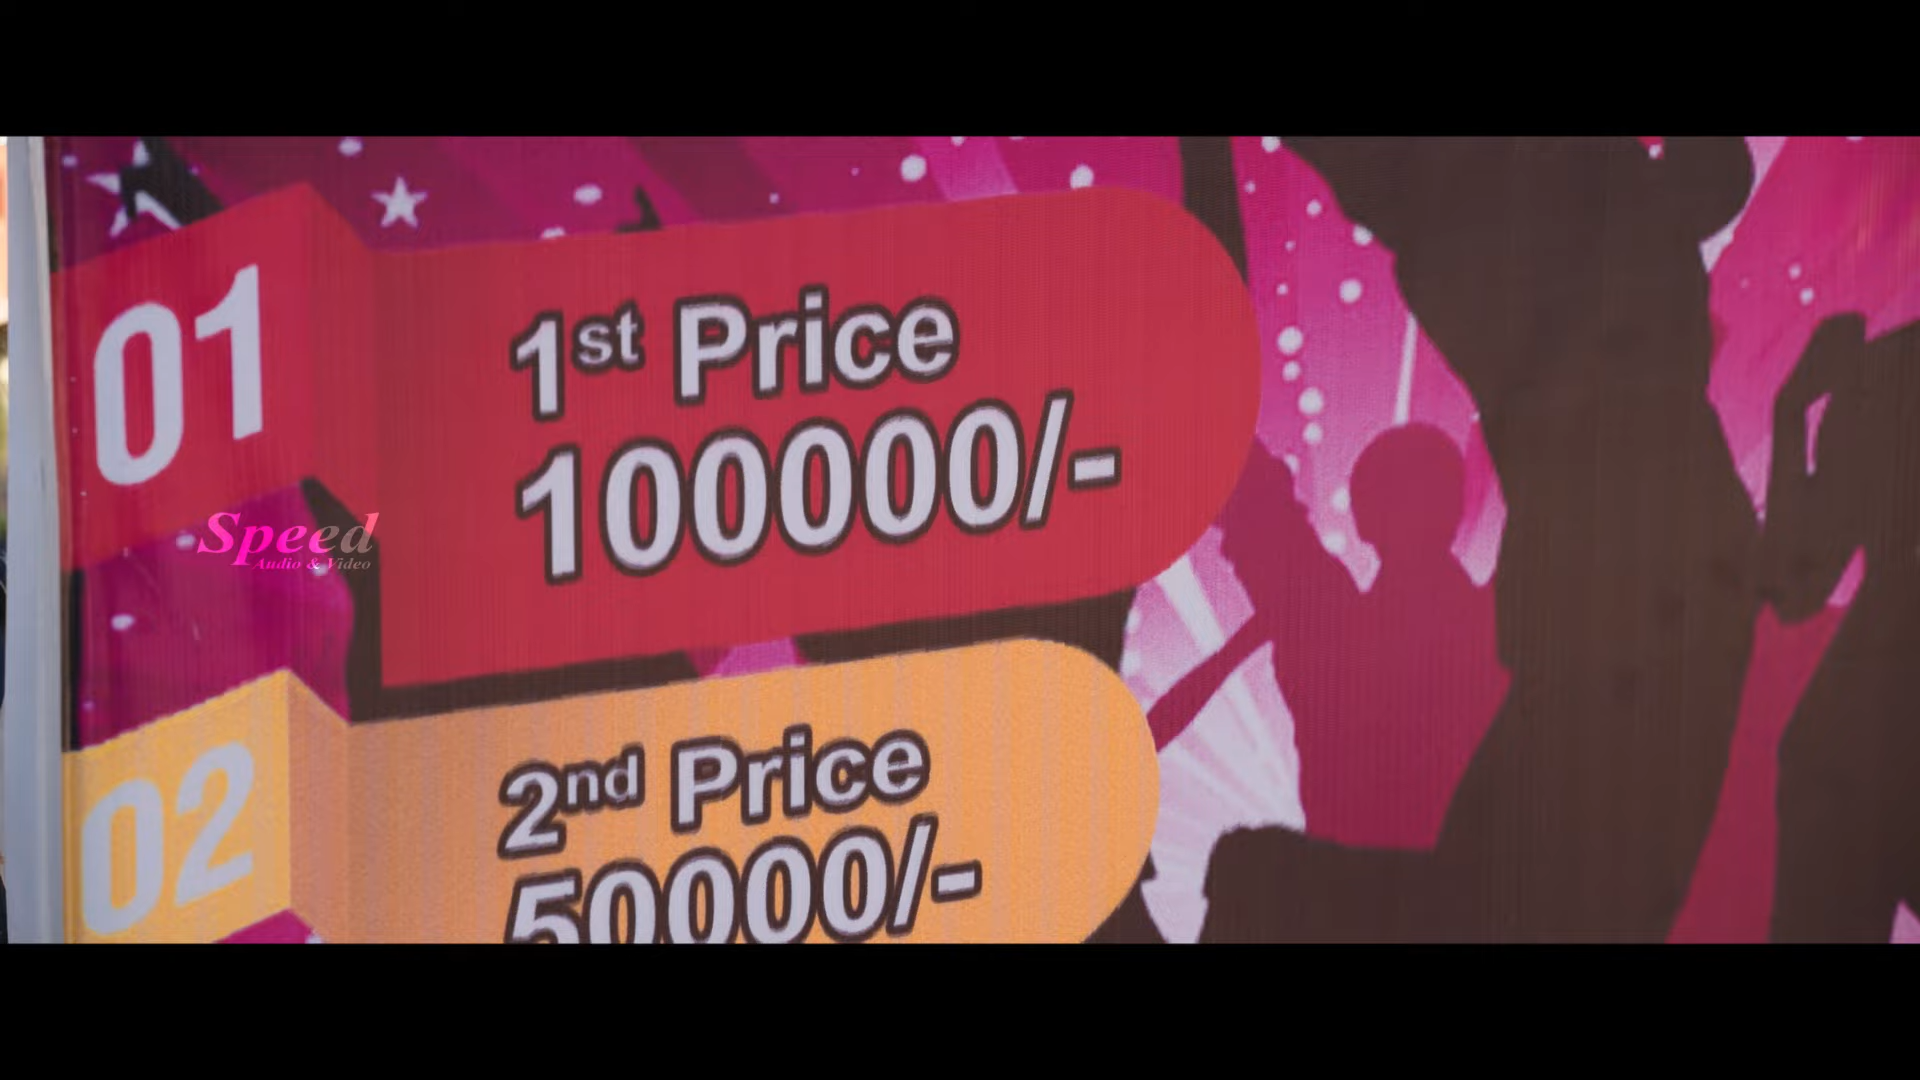 01
1st Price
100000/-
Speed
Audio & Video
02
2nd Price
50000/-